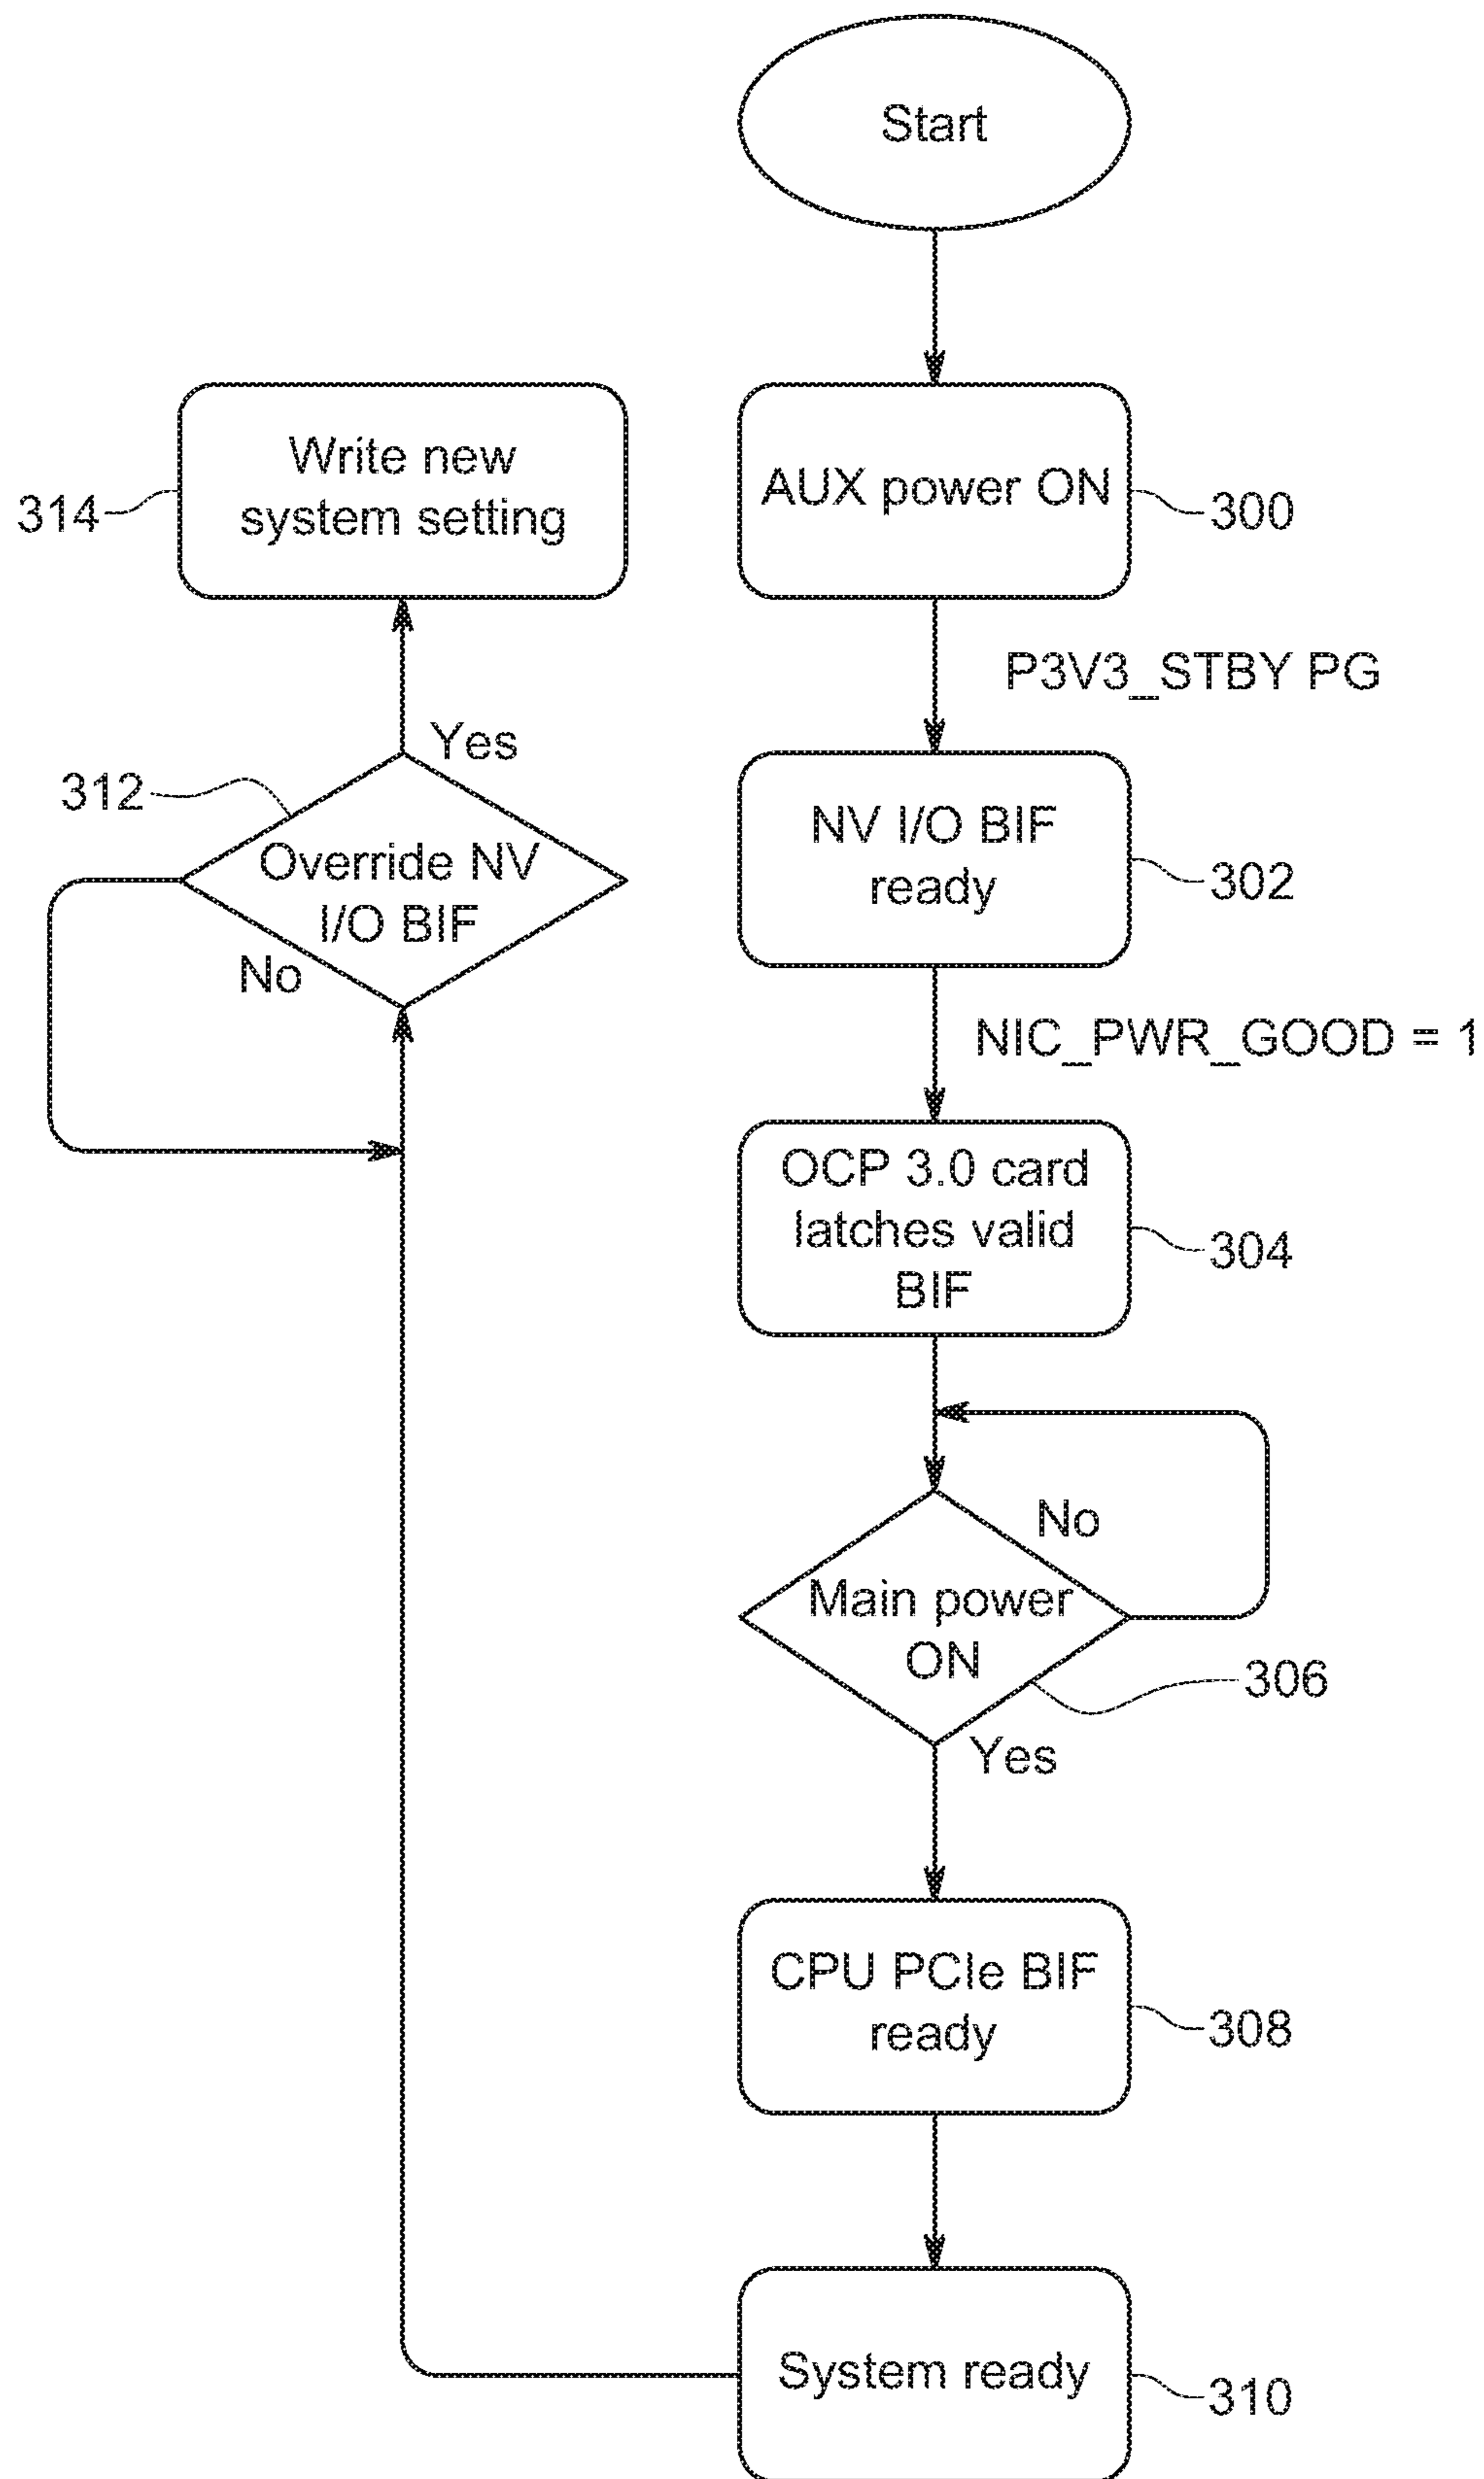 Start
AUX power ON
300
P3V3_STBY PG
NV I/O BIF
ready
302
NIC_PWR_GOOD = 1
OCP 3.0 card
latches valid
BIF
304
No
Main power
ON
306
Yes
CPU PCIe BIF
ready
308
System ready
310
Write new
system setting
314
Yes
312
Override NV
I/O BIF
No